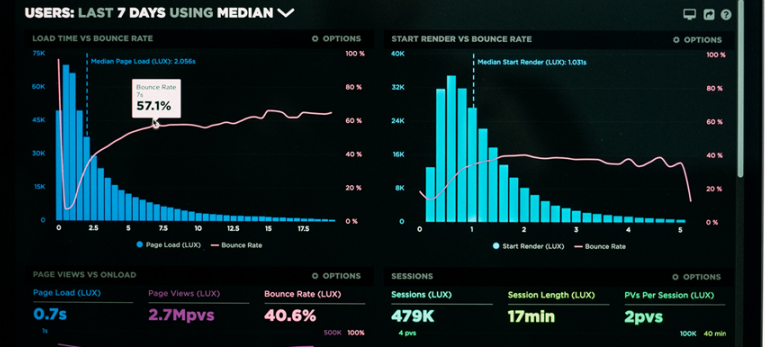 USERS: LAST 7 DAYS USING MEDIAN
LOAD TIME VS BOUNCE RATE
OPTIONS
75K
100 %
Median Page Load (LUX): 2.056s
60K
80 %
Bounce Rate
7s
57.1%
45K
60 %
30K
40 %
15K
20 %
0
0 %
0 2.5 5 7.5 10 12.5 15 17.5
Page Load (LUX) Bounce Rate
START RENDER VS BOUNCE RATE
OPTIONS
40K
100 %
Median Start Render (LUX): 1.031s
32K
80 %
24K
60 %
16K
40 %
8K
20 %
0
0 %
0 1 2 3 4 5
Start Render (LUX) Bounce Rate
PAGE VIEWS VS ONLOAD
OPTIONS
Page Load (LUX) Page Views (LUX) Bounce Rate (LUX)
0.7s 2.7Mpvs 40.6%
1s
500K 100%
SESSIONS
OPTIONS
Sessions (LUX) Session Length (LUX) PVs Per Session (LUX)
479K 17min 2pvs
4 pvs
100K 40 min